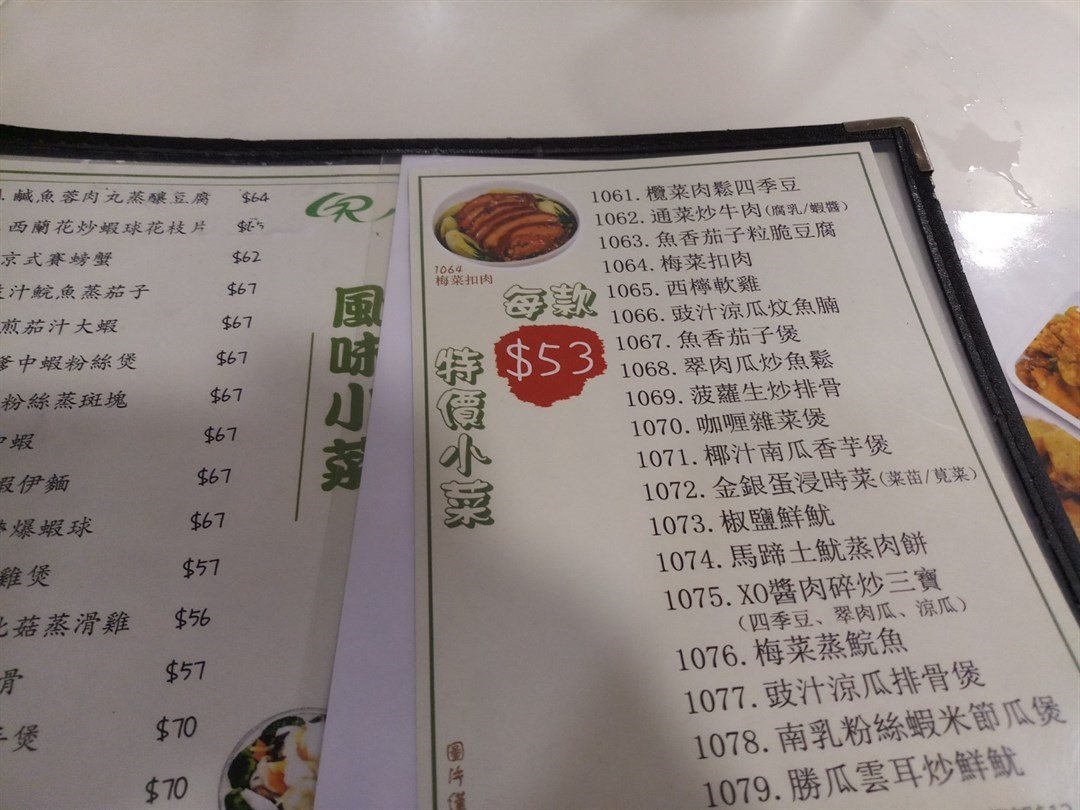 鹹魚蓉肉丸蒸釀豆腐 $64
西蘭花炒蝦球花枝片
京式賽螃蟹 $62
汁鯇魚蒸茄子 $67
煎茄汁大蝦 $67
中蝦粉絲煲 $67
粉絲蒸斑塊 $67
中蝦 $67
蝦伊麵 $67
爆蝦球 $67
雞煲 $57
菇蒸滑雞 $56
骨 $57
煲 $70
$70
風味小菜
1064
梅菜扣肉
每款
$53
特價小菜
1061. 欖菜肉鬆四季豆
1062. 通菜炒牛肉(腐乳/蝦醬)
1063. 魚香茄子粒脆豆腐
1064. 梅菜扣肉
1065. 西檸軟雞
1066. 豉汁涼瓜炆魚腩
1067. 魚香茄子煲
1068. 翠肉瓜炒魚鬆
1069. 菠蘿生炒排骨
1070. 咖喱雜菜煲
1071. 椰汁南瓜香芋煲
1072. 金銀蛋浸時菜(菜苗/莧菜)
1073. 椒鹽鮮魷
1074. 馬蹄土魷蒸肉餅
1075. XO醬肉碎炒三寶
(四季豆、翠肉瓜、涼瓜)
1076. 梅菜蒸鯇魚
1077. 豉汁涼瓜排骨煲
1078. 南乳粉絲蝦米節瓜煲
1079. 勝瓜雲耳炒鮮魷
圖片僅